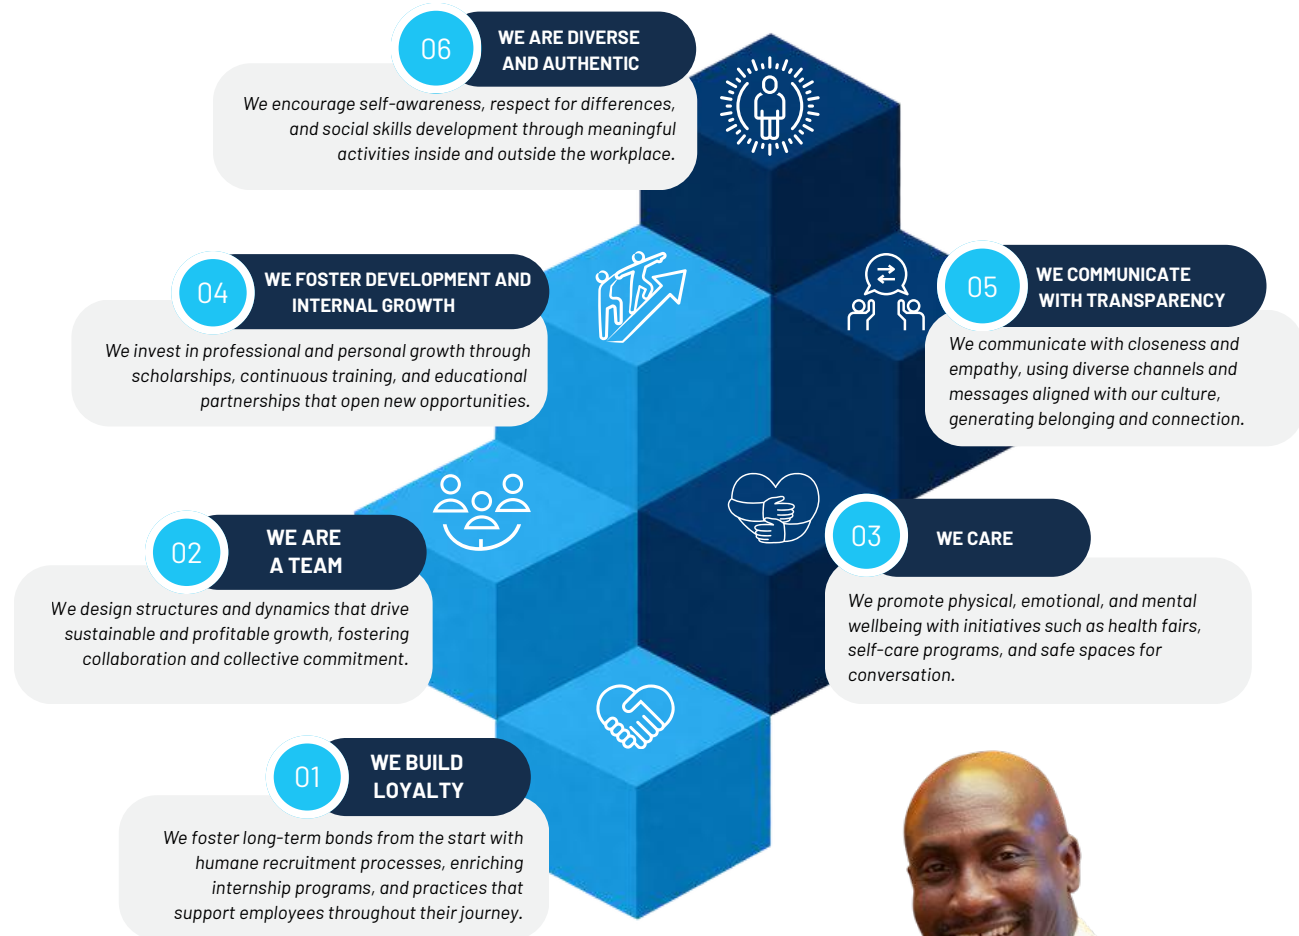 06
WE ARE DIVERSE
AND AUTHENTIC
We encourage self-awareness, respect for differences,
and social skills development through meaningful
activities inside and outside the workplace.
04
WE FOSTER DEVELOPMENT AND
INTERNAL GROWTH
We invest in professional and personal growth through
scholarships, continuous training, and educational
partnerships that open new opportunities.
05
WE COMMUNICATE
WITH TRANSPARENCY
We communicate with closeness and
empathy, using diverse channels and
messages aligned with our culture,
generating belonging and connection.
02
WE ARE
A TEAM
We design structures and dynamics that drive
sustainable and profitable growth, fostering
collaboration and collective commitment.
03
WE CARE
We promote physical, emotional, and mental
wellbeing with initiatives such as health fairs,
self-care programs, and safe spaces for
conversation.
01
WE BUILD
LOYALTY
We foster long-term bonds from the start with
humane recruitment processes, enriching
internship programs, and practices that
support employees throughout their journey.